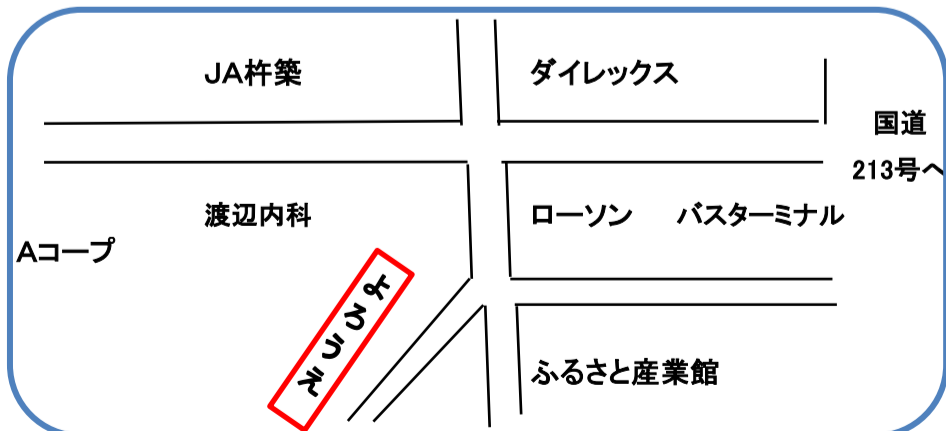 JA杵築
ダイレックス
国道
213号へ
渡辺内科
ローソン
バスターミナル
Aコープ
よろうえ
ふるさと産業館